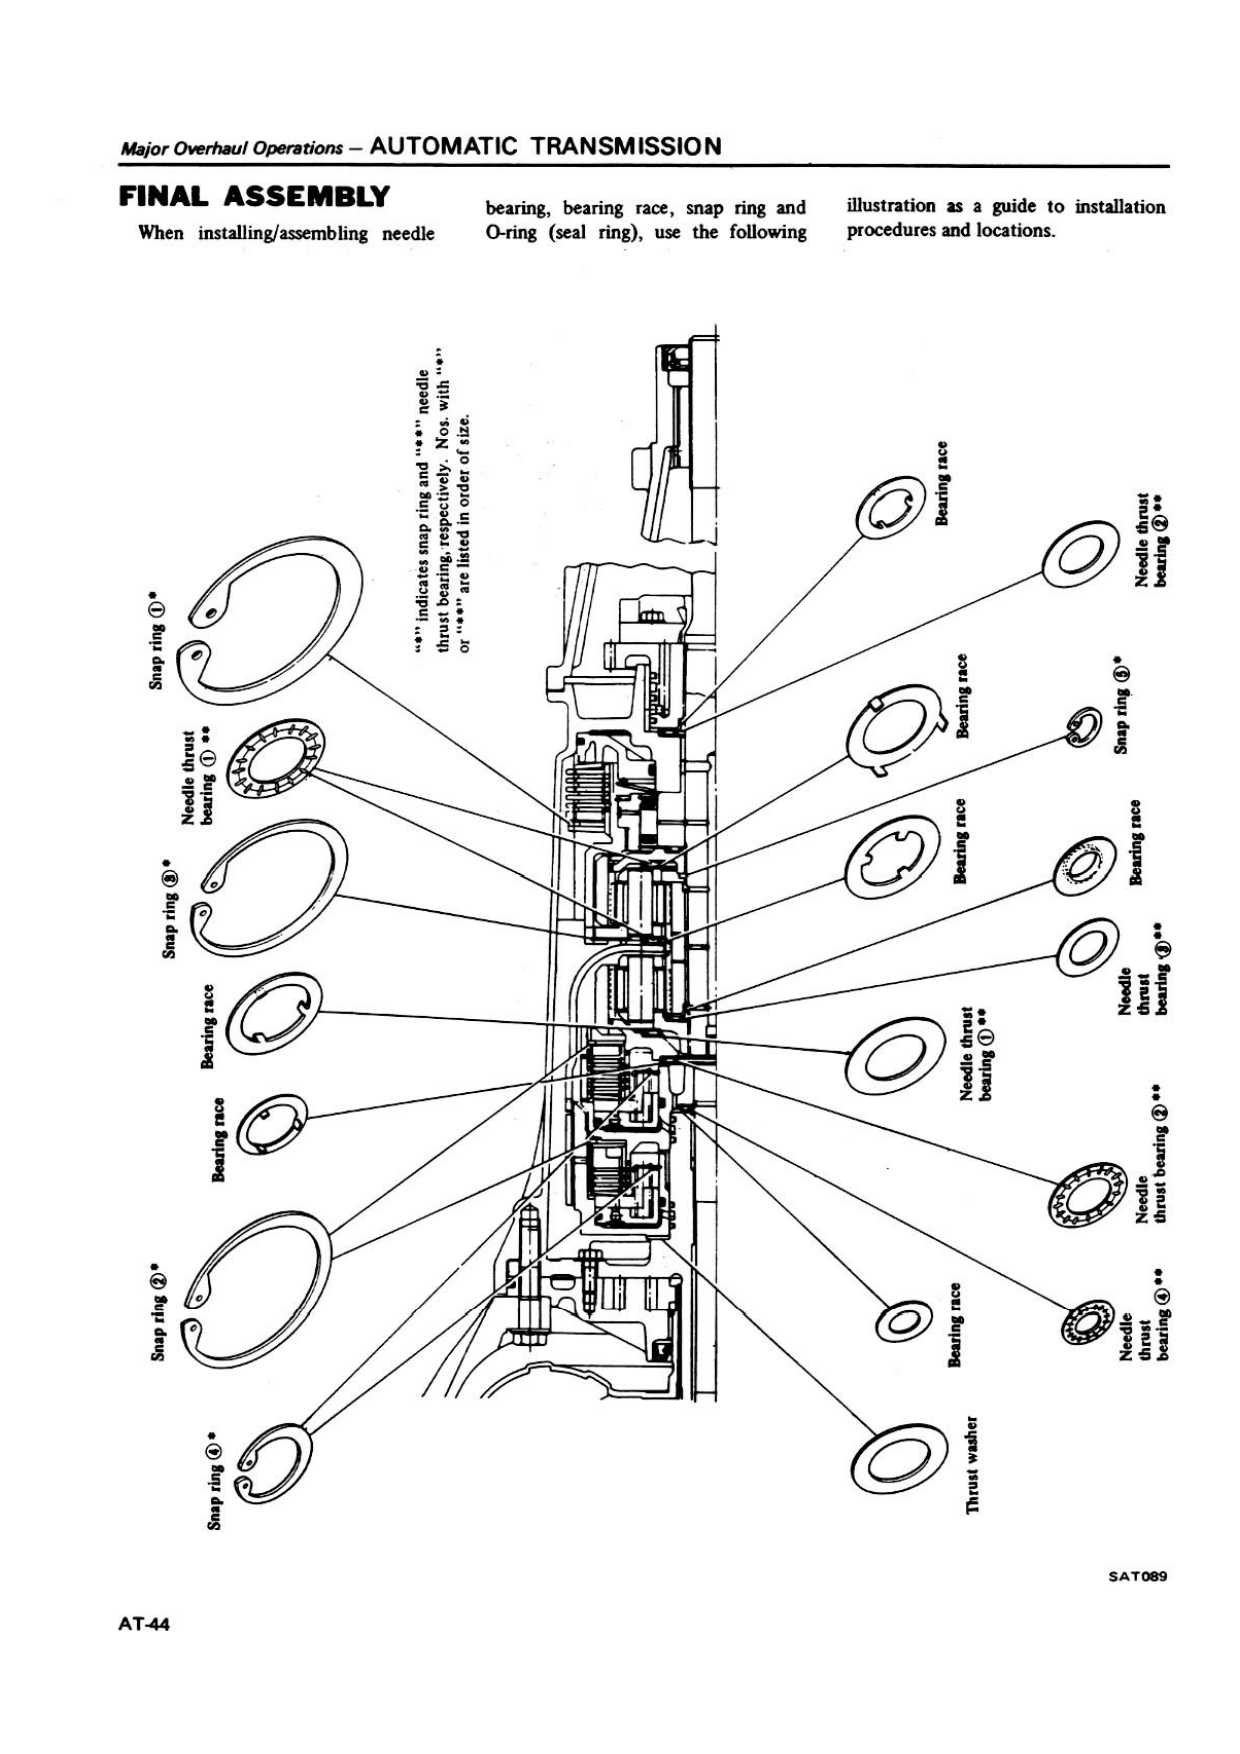 Major Overhaul Operations — AUTOMATIC TRANSMISSION
FINAL ASSEMBLY
When installing/assembling needle
bearing, bearing race, snap ring and
O-ring (seal ring), use the following
illustration as a guide to installation
procedures and locations.
"*" indicates snap ring and "**" needle
thrust bearing, respectively. Nos. with "*"
or "**" are listed in order of size.
Snap ring ①*
Needle thrust
bearing ① **
Snap ring ③*
Bearing race
Bearing race
Snap ring ②*
Snap ring ④*
Bearing race
Bearing race
Bearing race
Needle thrust
bearing ①**
Bearing race
Thrust washer
Needle thrust
bearing ②**
Snap ring ⑤*
Bearing race
Needle
thrust
bearing ③**
Needle
thrust bearing ②**
Needle
thrust
bearing ④**
SAT089
AT-44